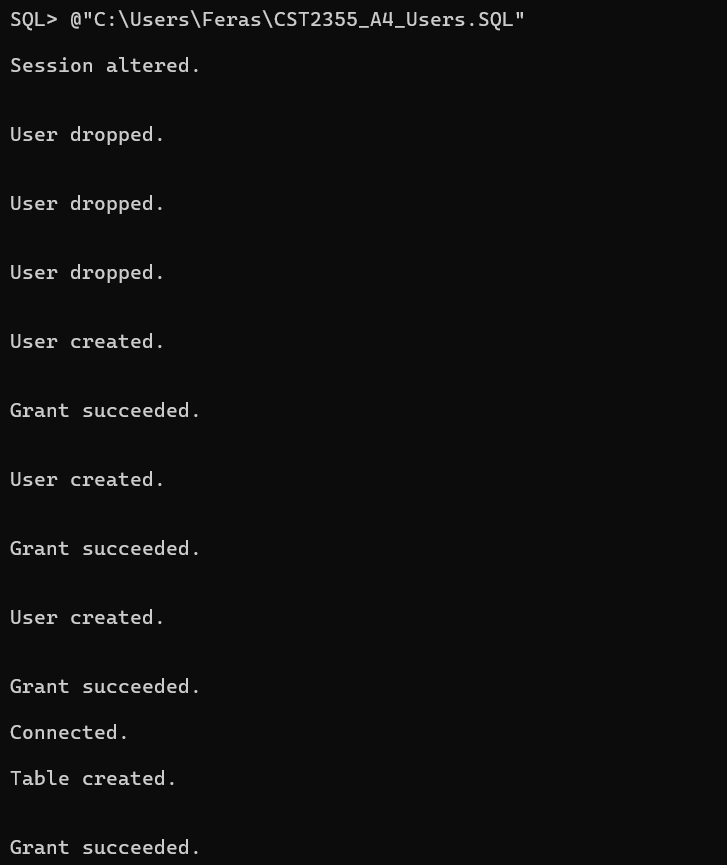 SQL> @"C:\Users\Feras\CST2355_A4_Users.SQL"
Session altered.
User dropped.
User dropped.
User dropped.
User created.
Grant succeeded.
User created.
Grant succeeded.
User created.
Grant succeeded.
Connected.
Table created.
Grant succeeded.